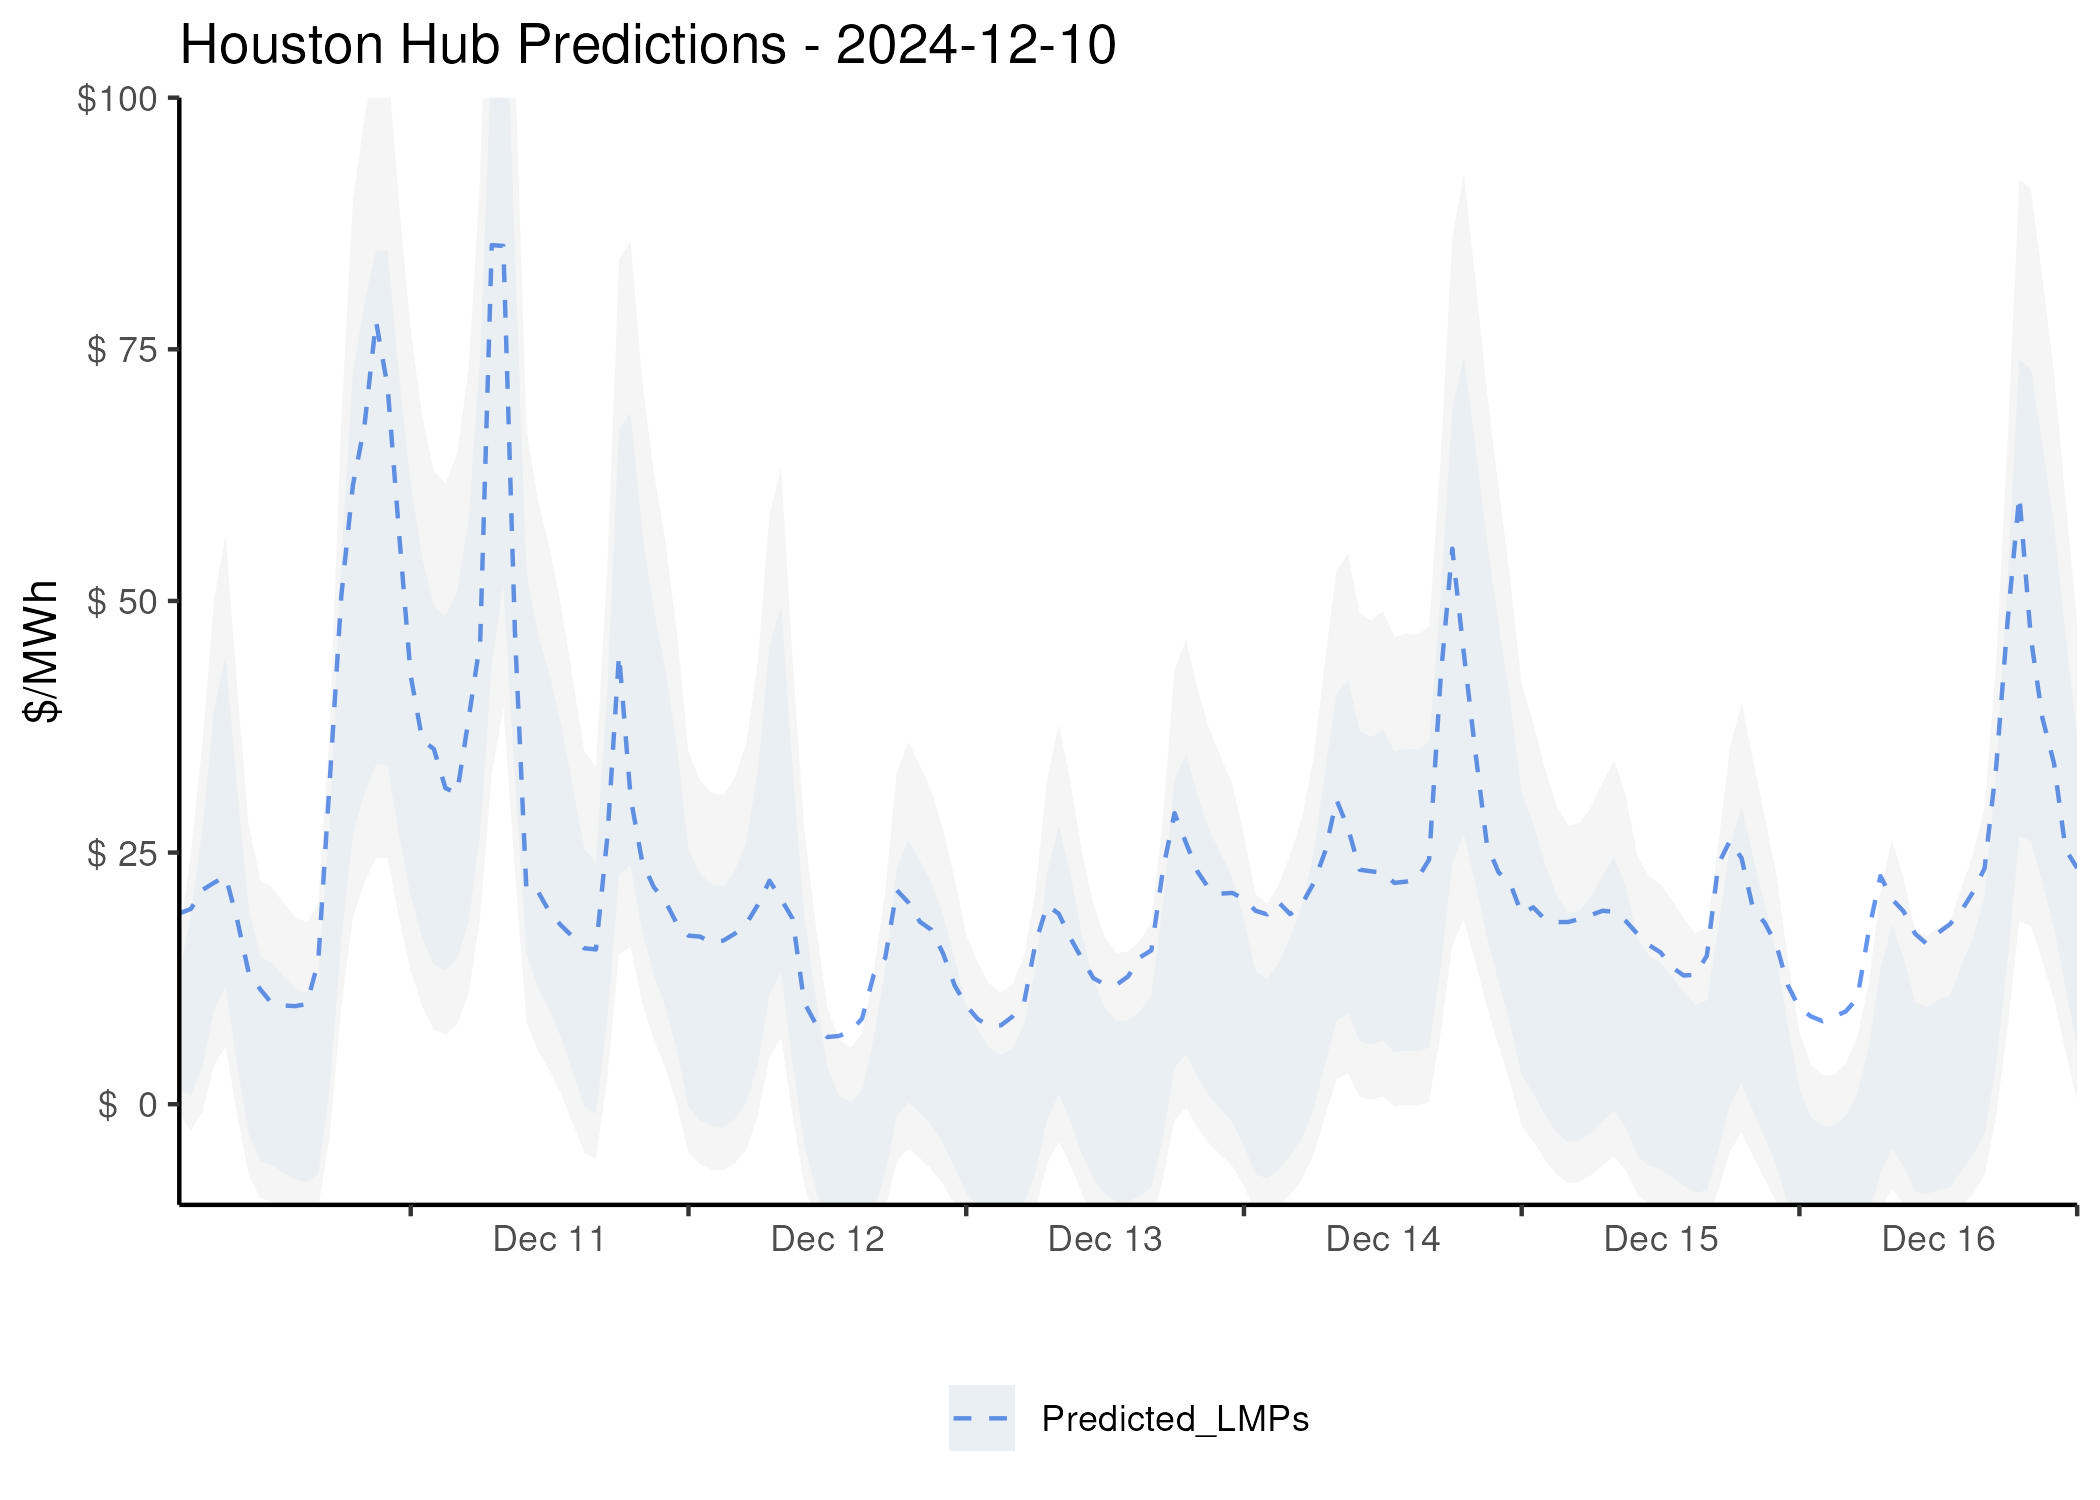 Houston Hub Predictions - 2024-12-10
$100
$ 75
$ 50
$ 25
$  0
$/MWh
Dec 11 Dec 12 Dec 13 Dec 14 Dec 15 Dec 16
Predicted_LMPs